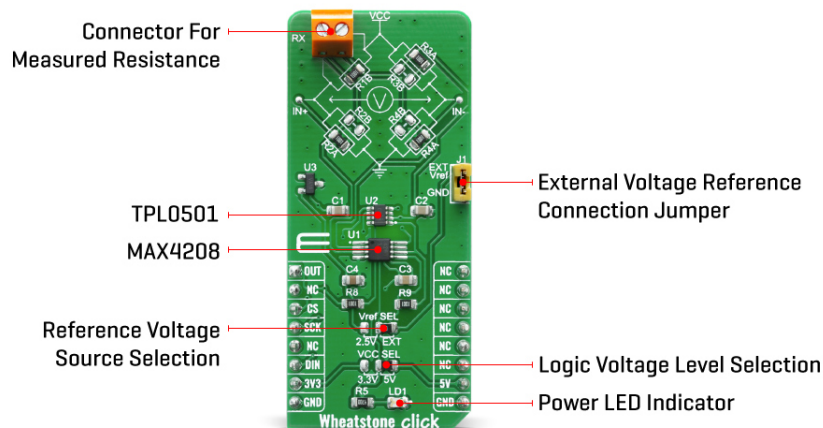 Connector For
Measured Resistance
TPL0501
MAX4208
Reference Voltage
Source Selection
External Voltage Reference
Connection Jumper
Logic Voltage Level Selection
Power LED Indicator
VCC
RX
R1B
R3A
R3B
IN+
V
IN-
R2B
R2A
R4B
R4A
U3
EXT
Vref
J1
GND
C1
U2
C2
U1
C4
C3
R8
R9
OUT
NC
CS
SCK
NC
DIN
3V3
GND
NC
NC
NC
NC
NC
NC
5V
GND
Vref SEL
2.5V EXT
VCC SEL
3.3V 5V
R5
LD1
Wheatstone click